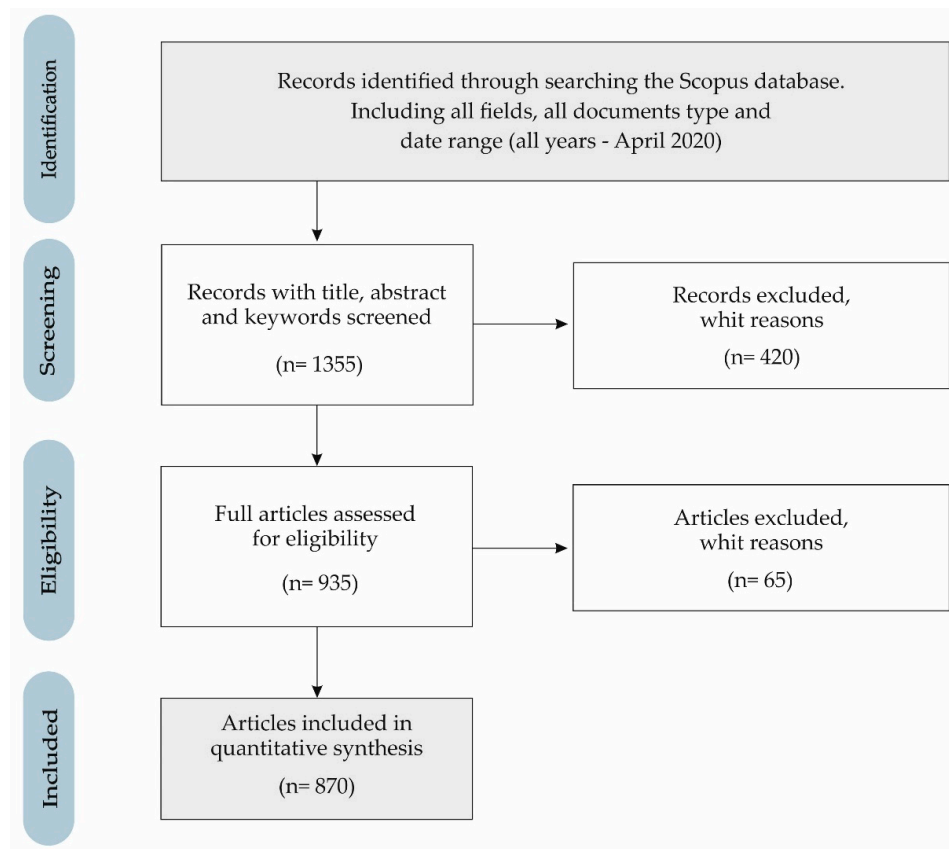 Identification
Records identified through searching the Scopus database.
Including all fields, all documents type and
date range (all years - April 2020)
Screening
Records with title, abstract
and keywords screened
(n= 1355)
Records excluded,
whit reasons
(n= 420)
Eligibility
Full articles assessed
for eligibility
(n= 935)
Articles excluded,
whit reasons
(n= 65)
Included
Articles included in
quantitative synthesis
(n= 870)